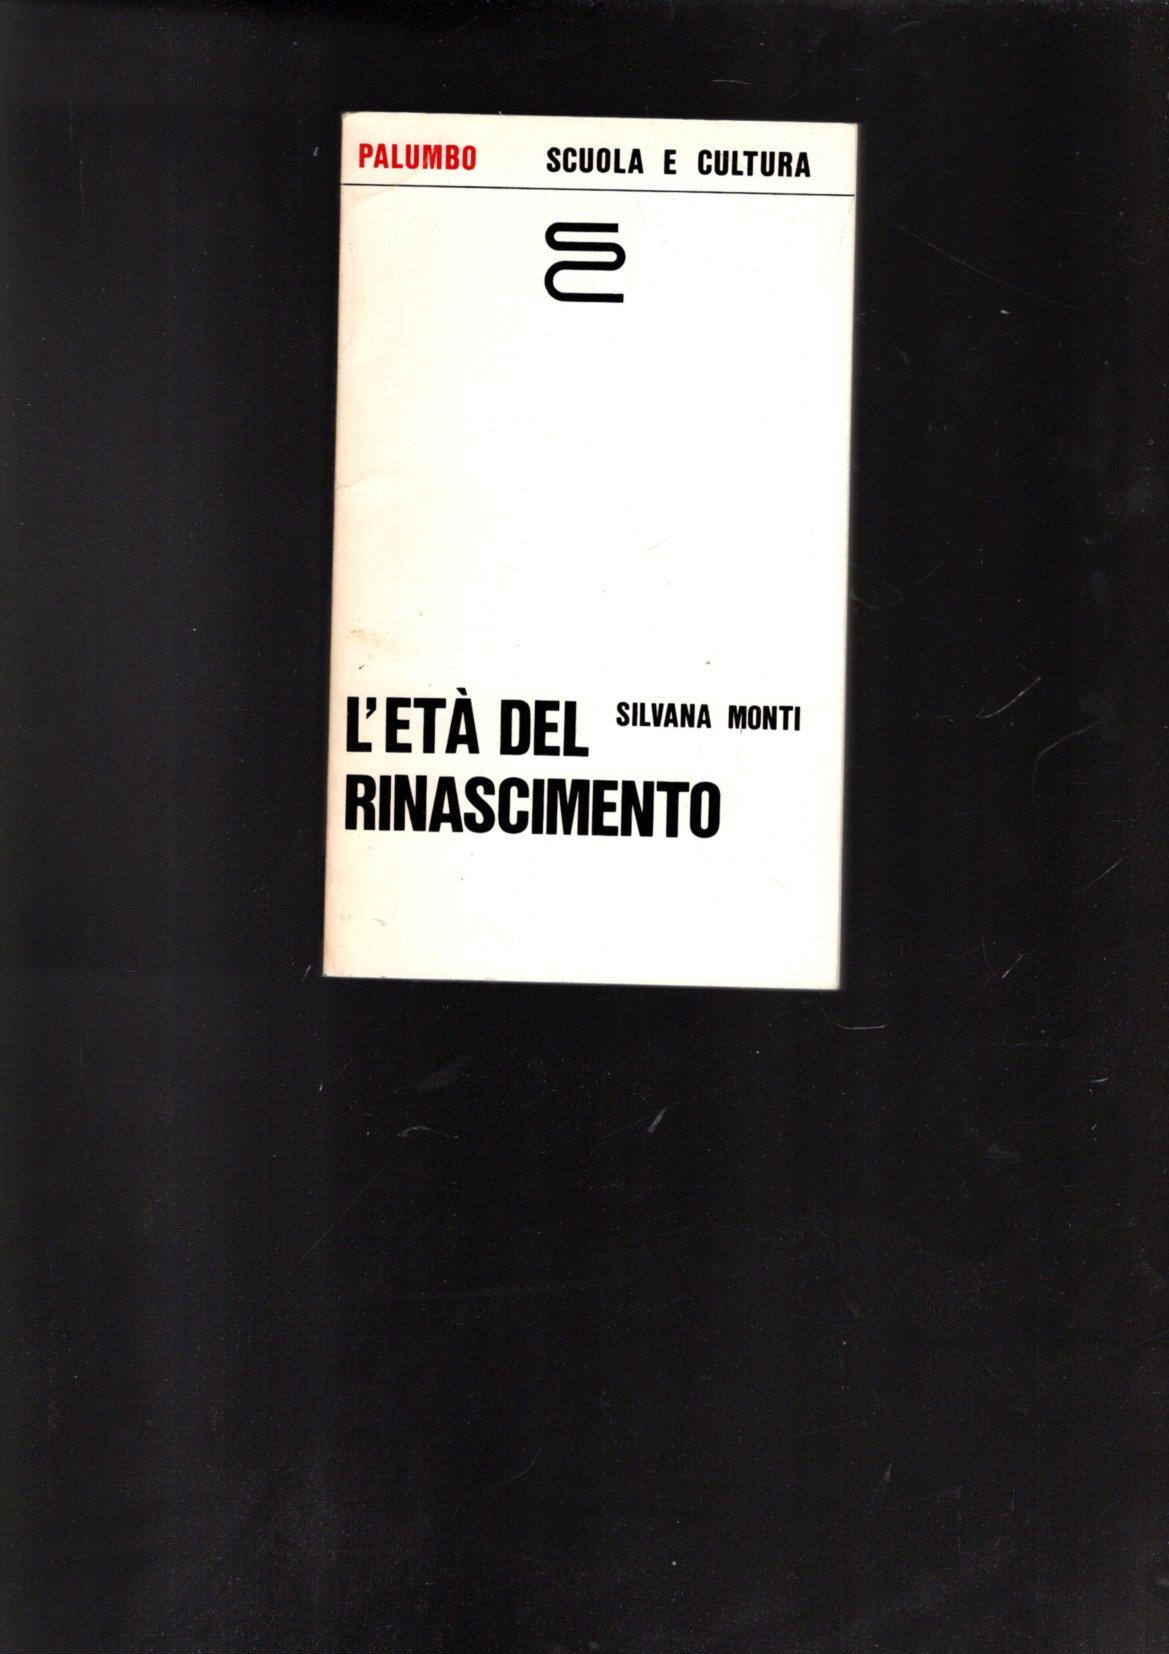 PALUMBO SCUOLA E CULTURA
L'ETÀ DEL SILVANA MONTI
RINASCIMENTO